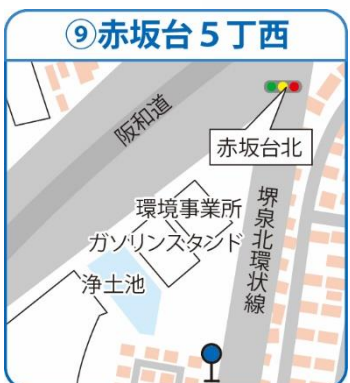 ⑨赤坂台５丁西
阪和道
赤坂台北
環境事業所
ガソリンスタンド
浄土池
堺泉北環状線